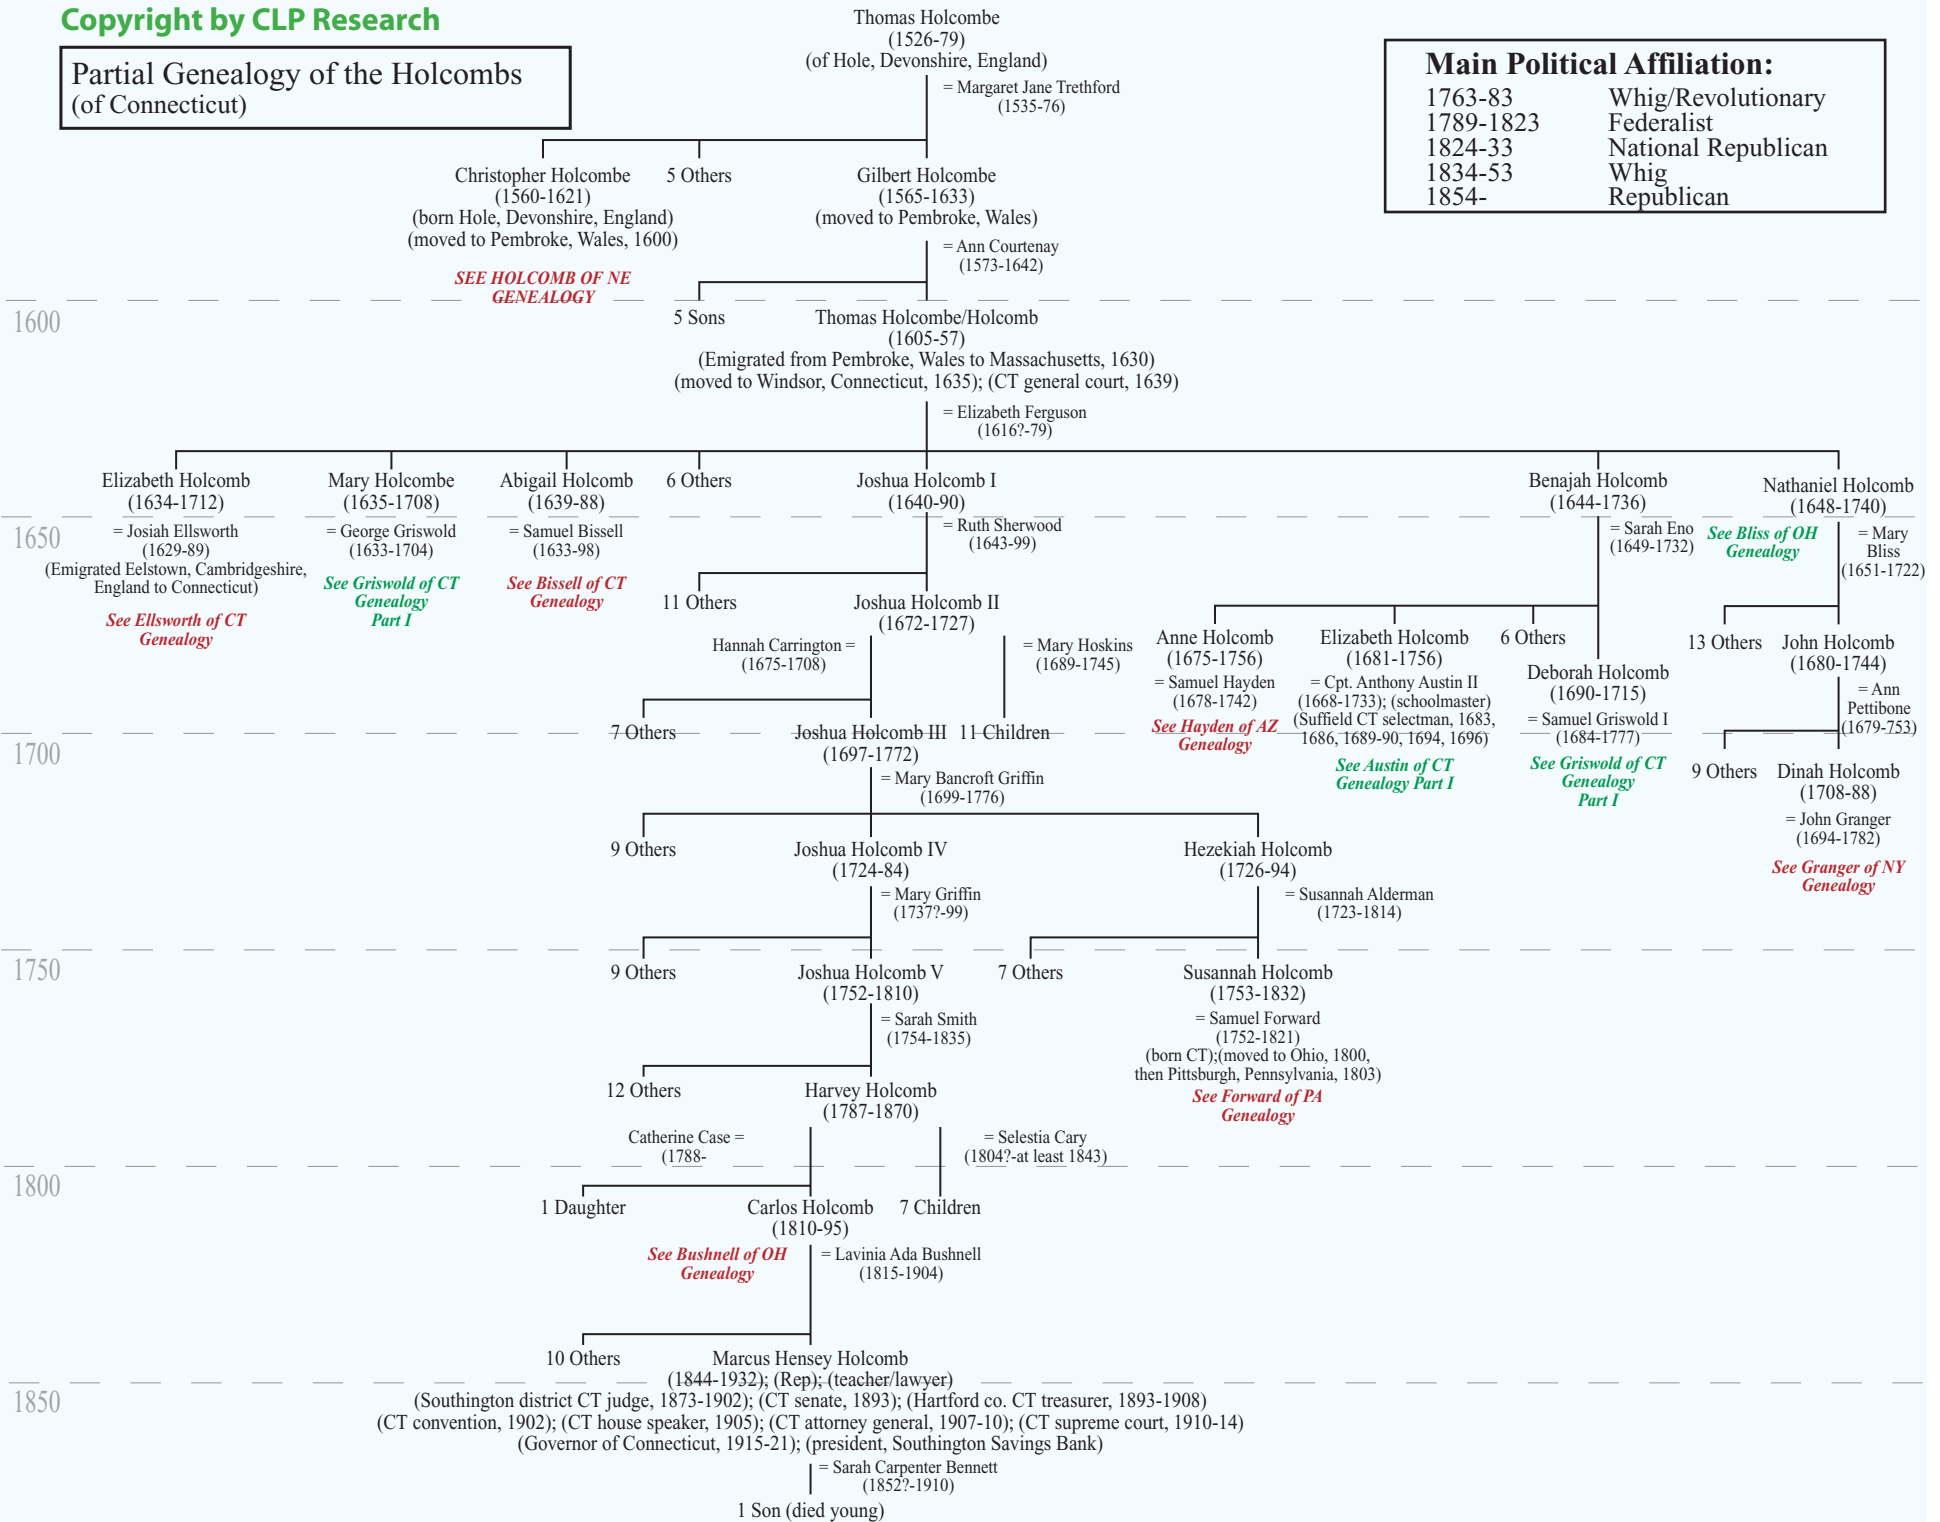 Copyright by CLP Research
Partial Genealogy of the Holcombs
(of Connecticut)
Thomas Holcombe
(1526-79)
(of Hole, Devonshire, England)
= Margaret Jane Trethford
(1535-76)
Main Political Affiliation:
1763-83 Whig/Revolutionary
1789-1823 Federalist
1824-33 National Republican
1834-53 Whig
1854- Republican
Christopher Holcombe
(1560-1621)
(born Hole, Devonshire, England)
(moved to Pembroke, Wales, 1600)
SEE HOLCOMB OF NE
GENEALOGY
5 Others
Gilbert Holcombe
(1565-1633)
(moved to Pembroke, Wales)
= Ann Courtenay
(1573-1642)
1600
5 Sons
Thomas Holcombe/Holcomb
(1605-57)
(Emigrated from Pembroke, Wales to Massachusetts, 1630)
(moved to Windsor, Connecticut, 1635); (CT general court, 1639)
= Elizabeth Ferguson
(1616?-79)
Elizabeth Holcomb
(1634-1712)
= Josiah Ellsworth
(1629-89)
(Emigrated Eelstown, Cambridgeshire,
England to Connecticut)
See Ellsworth of CT
Genealogy
Mary Holcombe
(1635-1708)
= George Griswold
(1633-1704)
See Griswold of CT
Genealogy
Part I
Abigail Holcomb
(1639-88)
= Samuel Bissell
(1633-98)
See Bissell of CT
Genealogy
6 Others
Joshua Holcomb I
(1640-90)
= Ruth Sherwood
(1643-99)
Benajah Holcomb
(1644-1736)
= Sarah Eno
(1649-1732)
Nathaniel Holcomb
(1648-1740)
See Bliss of OH
Genealogy
= Mary
Bliss
(1651-1722)
1650
11 Others
Joshua Holcomb II
(1672-1727)
Hannah Carrington =
(1675-1708)
= Mary Hoskins
(1689-1745)
Anne Holcomb
(1675-1756)
= Samuel Hayden
(1678-1742)
See Hayden of AZ
Genealogy
Elizabeth Holcomb
(1681-1756)
= Cpt. Anthony Austin II
(1668-1733); (schoolmaster)
(Suffield CT selectman, 1683,
1686, 1689-90, 1694, 1696)
See Austin of CT
Genealogy Part I
6 Others
Deborah Holcomb
(1690-1715)
= Samuel Griswold I
(1684-1777)
See Griswold of CT
Genealogy
Part I
13 Others
John Holcomb
(1680-1744)
= Ann
Pettibone
(1679-753)
1700
7 Others
Joshua Holcomb III
(1697-1772)
11 Children
= Mary Bancroft Griffin
(1699-1776)
9 Others
Dinah Holcomb
(1708-88)
= John Granger
(1694-1782)
See Granger of NY
Genealogy
9 Others
Joshua Holcomb IV
(1724-84)
= Mary Griffin
(1737?-99)
Hezekiah Holcomb
(1726-94)
= Susannah Alderman
(1723-1814)
1750
9 Others
Joshua Holcomb V
(1752-1810)
= Sarah Smith
(1754-1835)
7 Others
Susannah Holcomb
(1753-1832)
= Samuel Forward
(1752-1821)
(born CT);(moved to Ohio, 1800,
then Pittsburgh, Pennsylvania, 1803)
See Forward of PA
Genealogy
12 Others
Harvey Holcomb
(1787-1870)
Catherine Case =
(1788-
= Selestia Cary
(1804?-at least 1843)
1800
1 Daughter
Carlos Holcomb
(1810-95)
7 Children
See Bushnell of OH
Genealogy
= Lavinia Ada Bushnell
(1815-1904)
10 Others
Marcus Hensey Holcomb
(1844-1932); (Rep); (teacher/lawyer)
1850
(Southington district CT judge, 1873-1902); (CT senate, 1893); (Hartford co. CT treasurer, 1893-1908)
(CT convention, 1902); (CT house speaker, 1905); (CT attorney general, 1907-10); (CT supreme court, 1910-14)
(Governor of Connecticut, 1915-21); (president, Southington Savings Bank)
= Sarah Carpenter Bennett
(1852?-1910)
1 Son (died young)